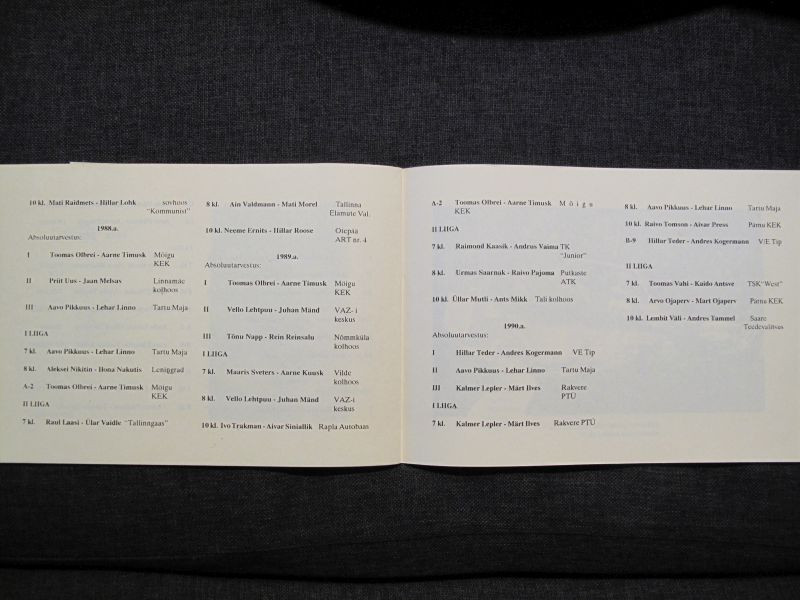 10 kl. Mati Raidmets - Hillar Lohk sovhoos
"Kommunist"
1988.a.
Absoluutarvestus:
I Toomas Olbrei - Aarne Timusk Mõigu
KEK
II Priit Uus - Jaan Melsas Linnamäe
kolhoos
III Aavo Pikkuus - Lehar Linno Tartu Maja
I LIIGA
7 kl. Aavo Pikkuus - Lehar Linno Tartu Maja
8 kl. Aleksei Nikitin - Ilona Nakutis Leningrad
A-2 Toomas Olbrei - Aarne Timusk Mõigu
KEK
II LIIGA
7 kl. Raul Laasi - Ülar Vaidle "Tallinngaas"
8 kl. Ain Valdmann - Mati Morel Tallinna
Elamute Val.
10 kl. Neeme Ernits - Hillar Roose Otepää
ART nr. 4
1989.a.
Absoluutarvestus:
I Toomas Olbrei - Aarne Timusk Mõigu
KEK
II Vello Lehtpuu - Juhan Mänd VAZ- i
keskus
III Tõnu Napp - Rein Reinsalu Nõmmküla
kolhoos
I LIIGA
7 kl. Mauris Sveters - Aarne Kuusk Vilde
kolhoos
8 kl. Vello Lehtpuu - Juhan Mänd VAZ-i
keskus
10 kl. Ivo Trakman - Aivar Siniallik Rapla Autobaas
A-2 Toomas Olbrei - Aarne Timusk M õ i g u
KEK
II LIIGA
7 kl. Raimond Kaasik - Andrus Vaima TK
"Junior"
8 kl. Urmas Saarnak - Raivo Pajoma Putkaste
ATK
10 kl. Üllar Mutli - Ants Mikk Tali kolhoos
1990.a.
Absoluutarvestus:
I Hillar Teder - Andres Kogermann VE Tip
II Aavo Pikkuus - Lehar Linno Tartu Maja
III Kalmer Lepler - Märt Ilves Rakvere
PTÜ
I LIIGA
7 kl. Kalmer Lepler - Märt Ilves Rakvere PTÜ
8 kl. Aavo Pikkuus - Lehar Linno Tartu Maja
10 kl. Raivo Tomson - Aivar Press Pärnu KEK
B-9 Hillar Teder - Andres Kogermann V/E Tip
II LIIGA
7 kl. Toomas Vahi - Kaido Antsve TSK"West"
8 kl. Arvo Ojaperv - Märt Ojaperv Pärnu KEK
10 kl. Lembit Väli - Andres Tammel Saare
Teedevalitsus